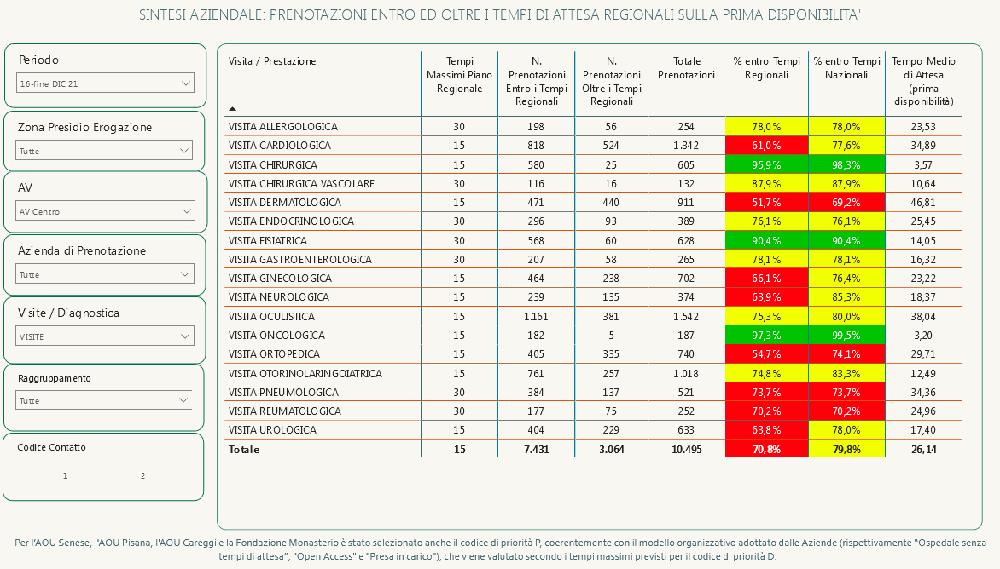 SINTESI AZIENDALE: PRENOTAZIONI ENTRO ED OLTRE I TEMPI DI ATTESA REGIONALI SULLA PRIMA DISPONIBILITA'
Periodo
16-fine DIC 21
Zona Presidio Erogazione
Tutte
AV
AV Centro
Azienda di Prenotazione
Tutte
Visite / Diagnostica
VISITE
Raggruppamento
Tutte
Codice Contatto
1 2
Visita / Prestazione Tempi N. N. Totale % entro Tempi % entro Tempi Tempo Medio
Massimi Piano Prenotazioni Prenotazioni Prenotazioni Regionali Nazionali di Attesa
Regionale Entro i Tempi Oltre i Tempi (prima
Regionali Regionali disponibilità)
VISITA ALLERGOLOGICA 30 198 56 254 78,0% 78,0% 23,53
VISITA CARDIOLOGICA 15 818 524 1.342 61,0% 77,6% 34,89
VISITA CHIRURGICA 15 580 25 605 95,9% 98,3% 3,57
VISITA CHIRURGICA VASCOLARE 30 116 16 132 87,9% 87,9% 10,64
VISITA DERMATOLOGICA 15 471 440 911 51,7% 69,2% 46,81
VISITA ENDOCRINOLOGICA 30 296 93 389 76,1% 76,1% 25,45
VISITA FISIATRICA 30 568 60 628 90,4% 90,4% 14,05
VISITA GASTROENTEROLOGICA 30 207 58 265 78,1% 78,1% 16,32
VISITA GINECOLOGICA 15 464 238 702 66,1% 76,4% 23,22
VISITA NEUROLOGICA 15 239 135 374 63,9% 85,3% 18,37
VISITA OCULISTICA 15 1.161 381 1.542 75,3% 80,0% 38,04
VISITA ONCOLOGICA 15 182 5 187 97,3% 99,5% 3,20
VISITA ORTOPEDICA 15 405 335 740 54,7% 74,1% 29,71
VISITA OTORINOLARINGOIATRICA 15 761 257 1.018 74,8% 83,3% 12,49
VISITA PNEUMOLOGICA 30 384 137 521 73,7% 73,7% 34,36
VISITA REUMATOLOGICA 30 177 75 252 70,2% 70,2% 24,96
VISITA UROLOGICA 15 404 229 633 63,8% 78,0% 17,40
Totale 15 7.431 3.064 10.495 70,8% 79,8% 26,14
- Per l'AOU Senese, l'AOU Pisana, l'AOU Careggi e la Fondazione Monasterio è stato selezionato anche il codice di priorità P, coerentemente con il modello organizzativo adottato dalle Aziende (rispettivamente “Ospedale senza
tempi di attesa”, "Open Access" e "Presa in carico"), che viene valutato secondo i tempi massimi previsti per il codice di priorità D.